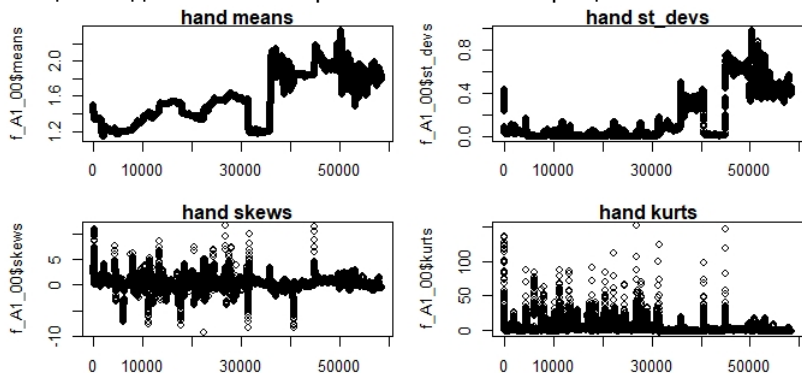 hand means
hand st_devs
f_A1_00$means
1.2 1.6 2.0
0 10000 30000 50000
f_A1_00$st_devs
0.0 0.4 0.8
0 10000 30000 50000
hand skews
hand kurts
f_A1_00$skews
-10 0 5
0 10000 30000 50000
f_A1_00$kurts
0 50 100
0 10000 30000 50000